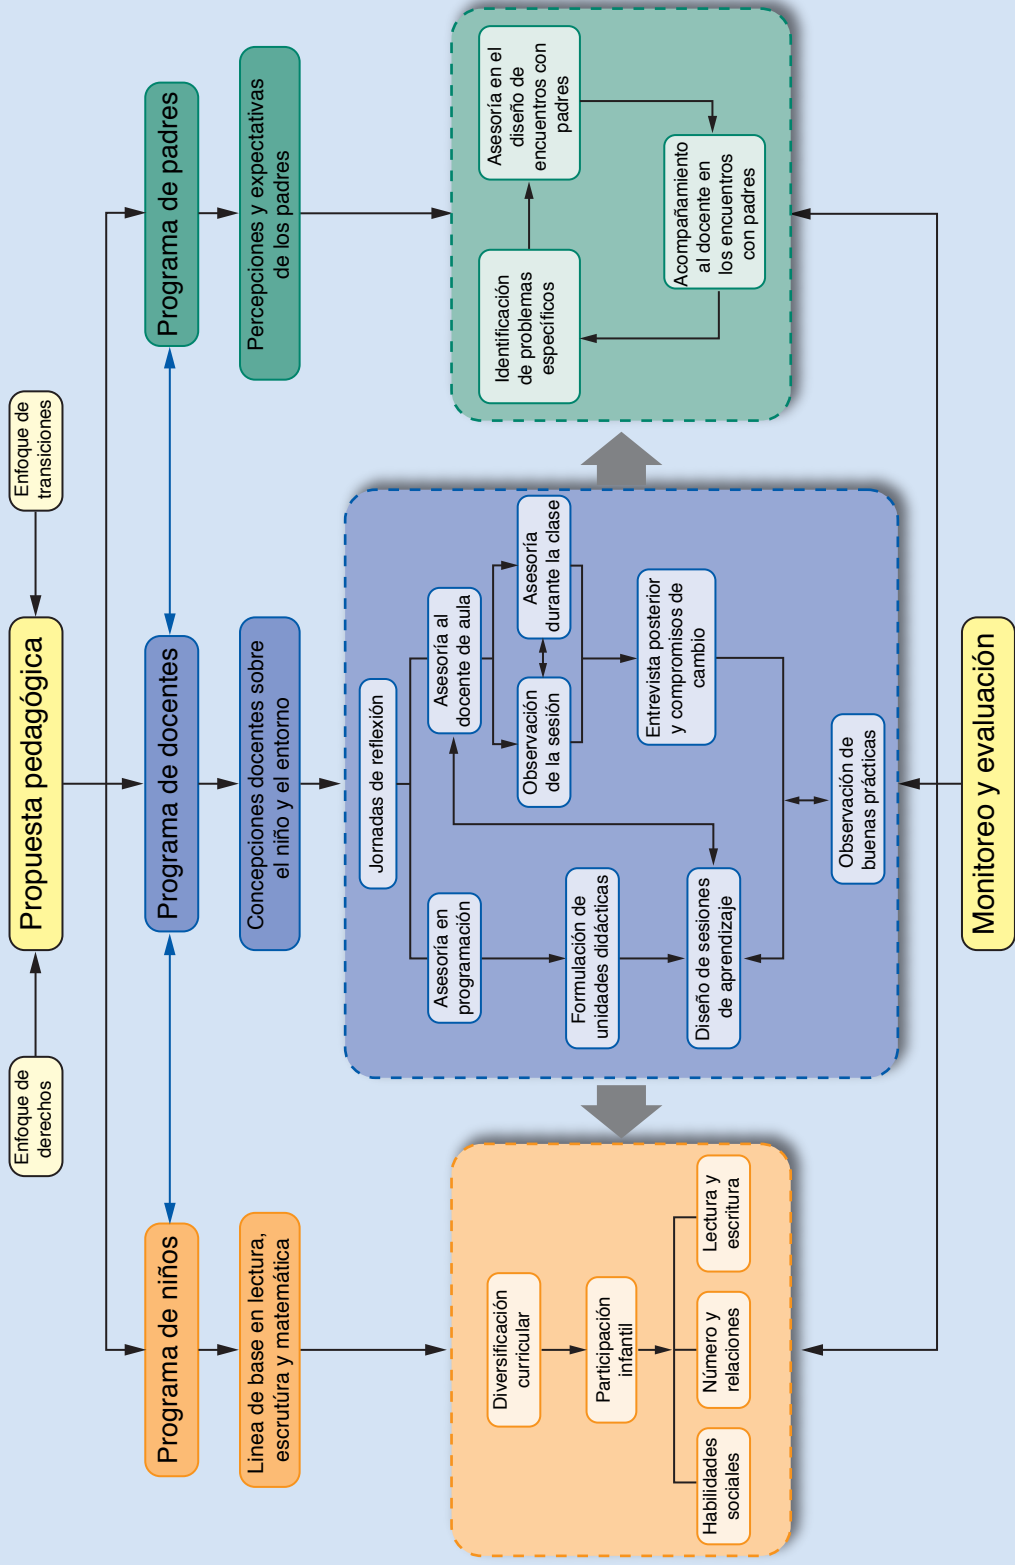 Enfoque de
derechos
Propuesta pedagógica
Enfoque de
transiciones
Programa de niños
Programa de docentes
Programa de padres
Linea de base en lectura,
escrutúra y matemática
Concepciones docentes sobre
el niño y el entorno
Percepciones y expectativas
de los padres
Diversificación
curricular
Participación
infantil
Habilidades
sociales
Número y
relaciones
Lectura y
escritura
Jornadas de reflexión
Asesoría en
programación
Asesoría al
docente de aula
Formulación de
unidades didácticas
Observación
de la sesión
Asesoría
durante la clase
Diseño de sesiones
de aprendizaje
Entrevista posterior
y compromisos de
cambio
Observación de
buenas prácticas
Identificación
de problemas
específicos
Asesoría en el
diseño de
encuentros con
padres
Acompañamiento
al docente en
los encuentros
con padres
Monitoreo y evaluación